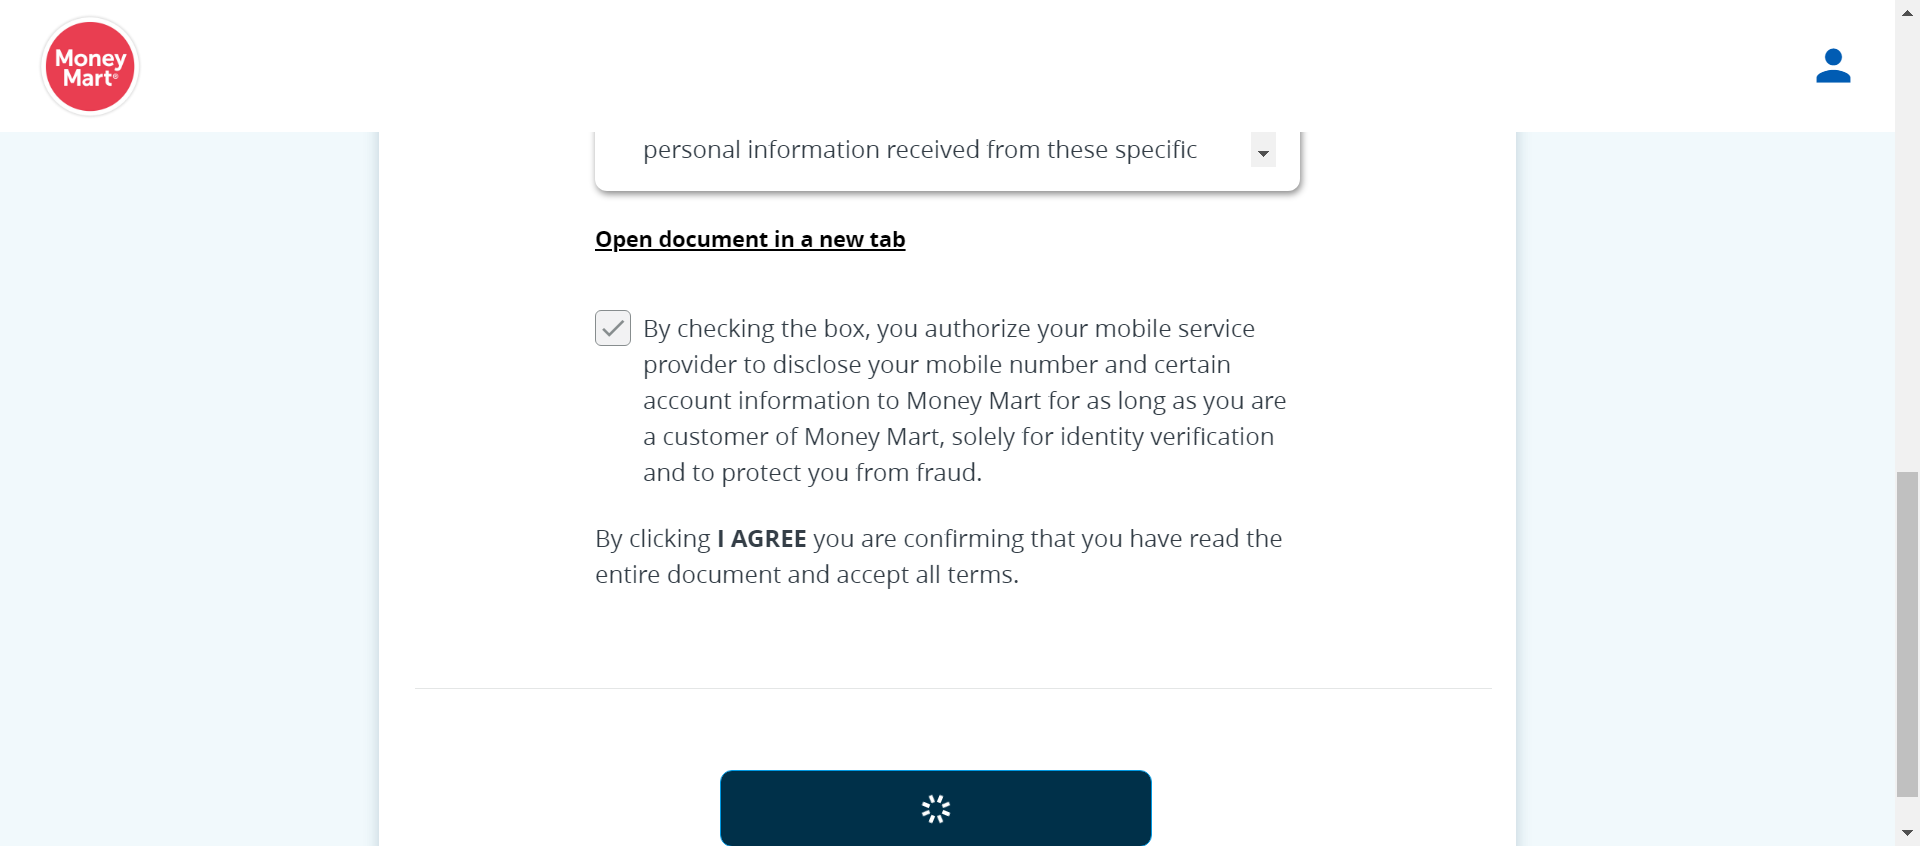 Money
Mart®
personal information received from these specific
Open document in a new tab
By checking the box, you authorize your mobile service
provider to disclose your mobile number and certain
account information to Money Mart for as long as you are
a customer of Money Mart, solely for identity verification
and to protect you from fraud.
By clicking I AGREE you are confirming that you have read the
entire document and accept all terms.